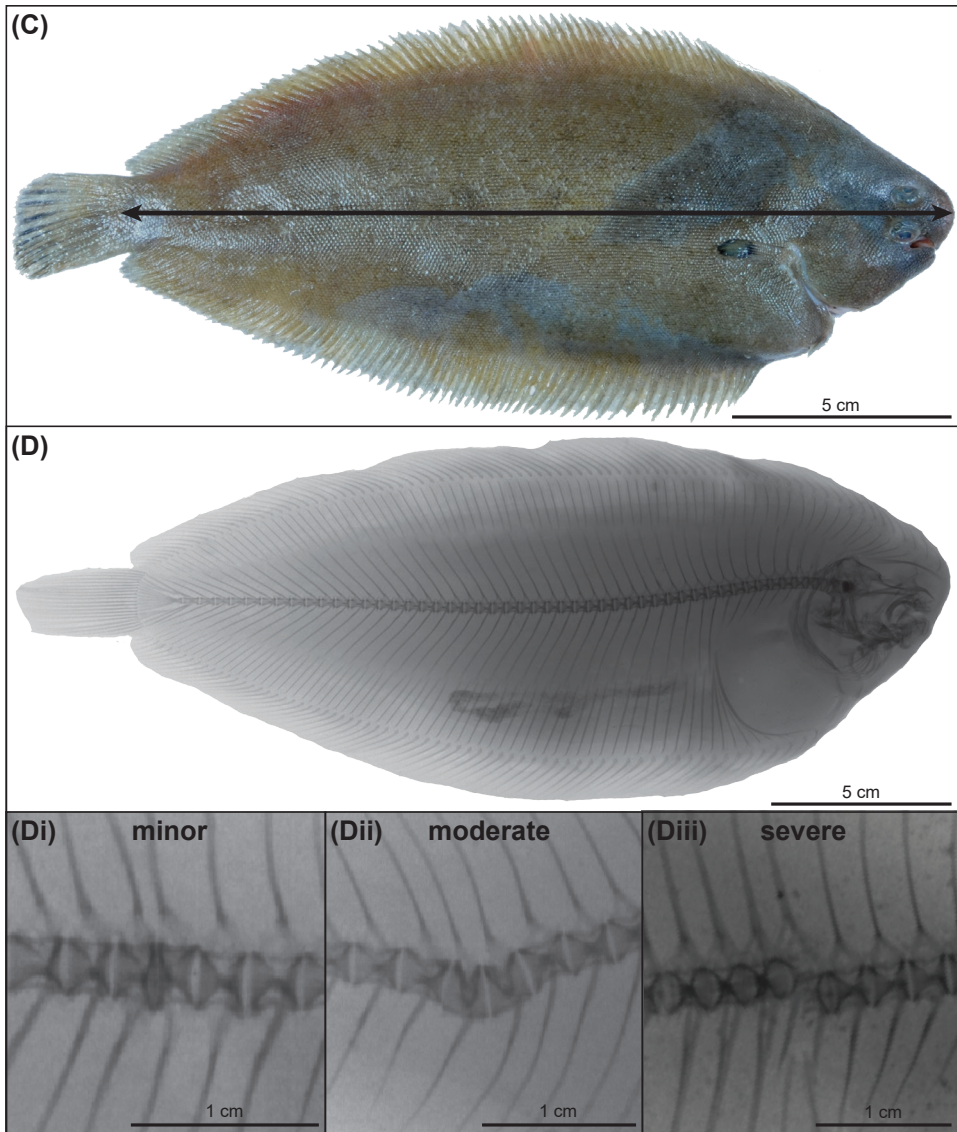 (C)
5 cm
(D)
5 cm
(Di) minor
(Dii) moderate
(Diii) severe
1 cm
1 cm
1 cm